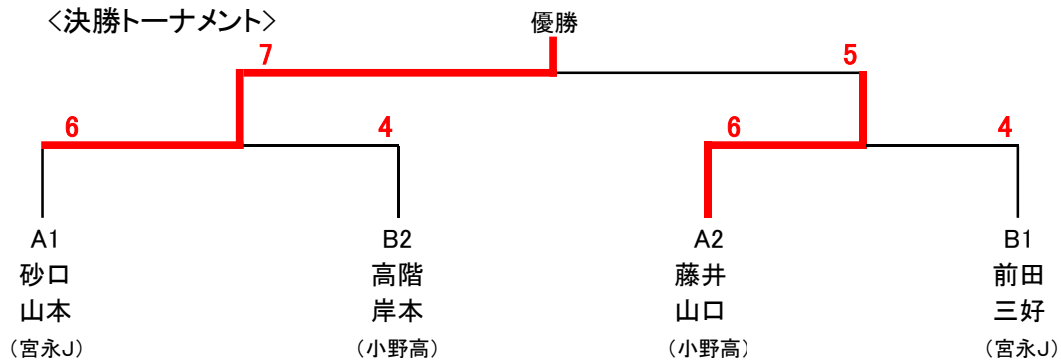 <決勝トーナメント>
優勝
7 5
6 4 6 4
A1 B2 A2 B1
砂口 高階 藤井 前田
山本 岸本 山口 三好
(宮永J) (小野高) (小野高) (宮永J)